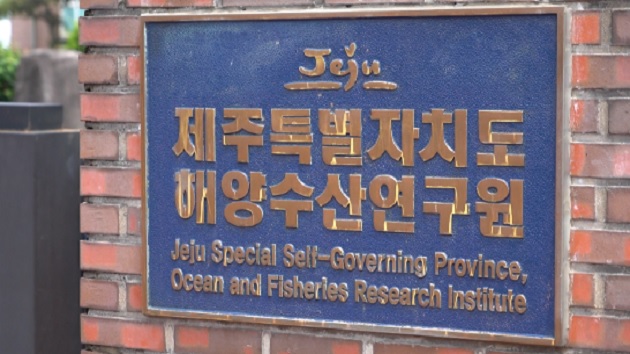 Jeju
제주특별자치도
해양수산연구원
Jeju Special Self-Governing Province,
Ocean and Fisheries Research Institute